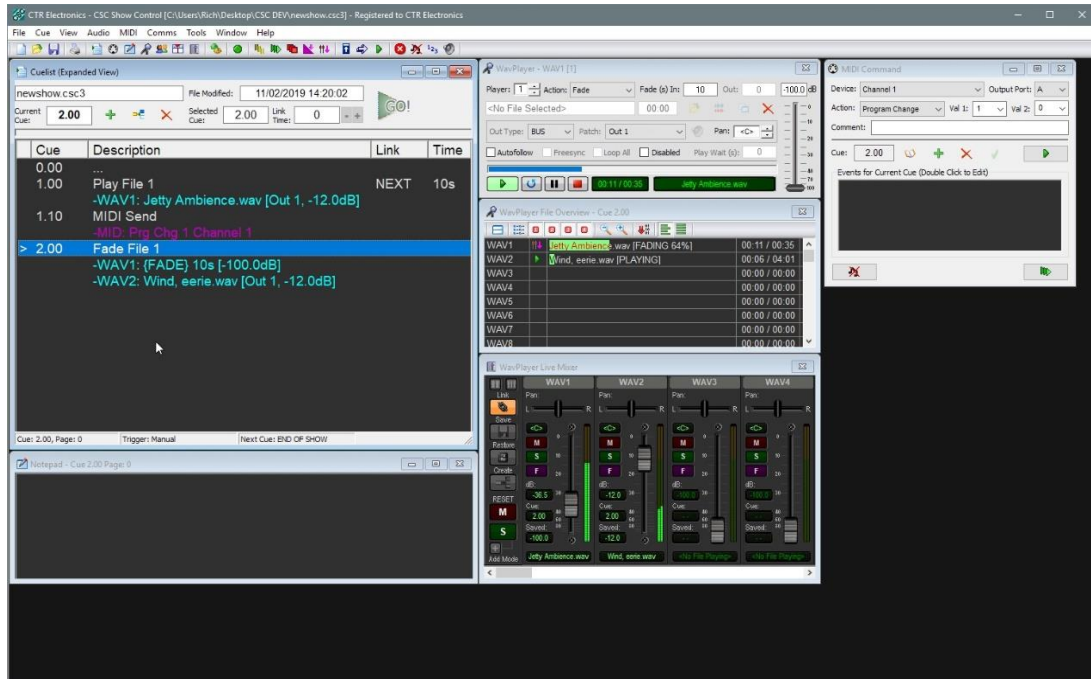 CTR Electronics - CSC Show Control [C:\Users\Rich\Desktop\CSC DEV\newshow.csc3] - Registered to CTR Electronics
File Cue View Audio MIDI Comms Tools Window Help
Cuelist (Expanded View)
newshow.csc3 File Modified: 11/02/2019 14:20:02
GO!
Current Cue: 2.00 Selected Cue: 2.00 Link Time: 0 - +
Cue Description Link Time
0.00 ...
1.00 Play File 1 NEXT 10s
-WAV1: Jetty Ambience.wav [Out 1, -12.0dB]
1.10 MIDI Send
-MID: Prg Chg 1 Channel 1
> 2.00 Fade File 1
-WAV1: {FADE} 10s [-100.0dB]
-WAV2: Wind, eerie.wav [Out 1, -12.0dB]
Cue: 2.00, Page: 0 Trigger: Manual Next Cue: END OF SHOW
Notepad - Cue 2.00 Page: 0
WavPlayer - WAV1 [1]
Player: 1 Action: Fade Fade (s) In: 10 Out: 0 -100.0 dB
<No File Selected> 00:00
Out Type: BUS Patch: Out 1 Pan: <C>
Autofollow Freesync Loop All Disabled Play Wait (s): 0
00:11 / 00:35 Jetty Ambience.wav
WavPlayer File Overview - Cue 2.00
WAV1 Jetty Ambience.wav [FADING 64%] 00:11 / 00:35
WAV2 Wind, eerie.wav [PLAYING] 00:06 / 04:01
WAV3 00:00 / 00:00
WAV4 00:00 / 00:00
WAV5 00:00 / 00:00
WAV6 00:00 / 00:00
WAV7 00:00 / 00:00
WAV8 00:00 / 00:00
WavPlayer Live Mixer
WAV1 WAV2 WAV3 WAV4
Link Pan: Pan: Pan: Pan:
L R L R L R L R
Save <C> <C> <C> <C>
Restore M M M M
S S S S
Create F F F F
dB: dB: dB: dB:
RESET -36.5 -12.0 -100.0 -100.0
M Cue: Cue: Cue: Cue:
2.00 2.00
S Saved: Saved: Saved: Saved:
-100.0 -12.0
Add Mode Jetty Ambience.wav Wind, eerie.wav <No File Playing> <No File Playing>
MIDI Command
Device: Channel 1 Output Port: A
Action: Program Change Val 1: 1 Val 2: 0
Comment:
Cue: 2.00
Events for Current Cue (Double Click to Edit)